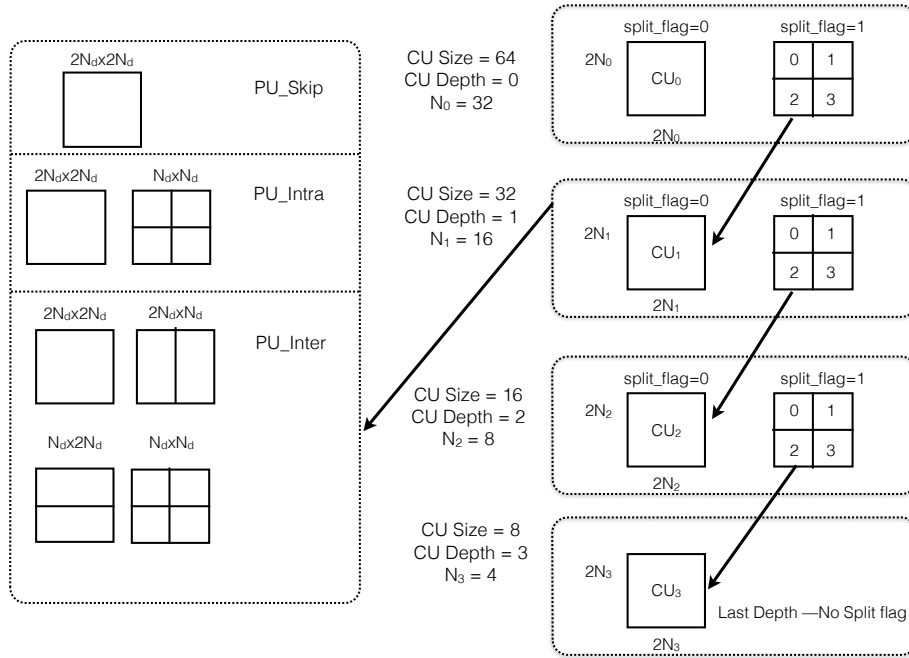 2Ndx2Nd
PU_Skip
2Ndx2Nd
NdxNd
PU_Intra
2Ndx2Nd
2NdxNd
PU_Inter
Ndx2Nd
NdxNd
CU Size = 64
CU Depth = 0
N0 = 32
split_flag=0
split_flag=1
2N0
CU0
0 1
2 3
2N0
CU Size = 32
CU Depth = 1
N1 = 16
split_flag=0
split_flag=1
2N1
CU1
0 1
2 3
2N1
CU Size = 16
CU Depth = 2
N2 = 8
split_flag=0
split_flag=1
2N2
CU2
0 1
2 3
2N2
CU Size = 8
CU Depth = 3
N3 = 4
2N3
CU3
Last Depth —No Split flag
2N3